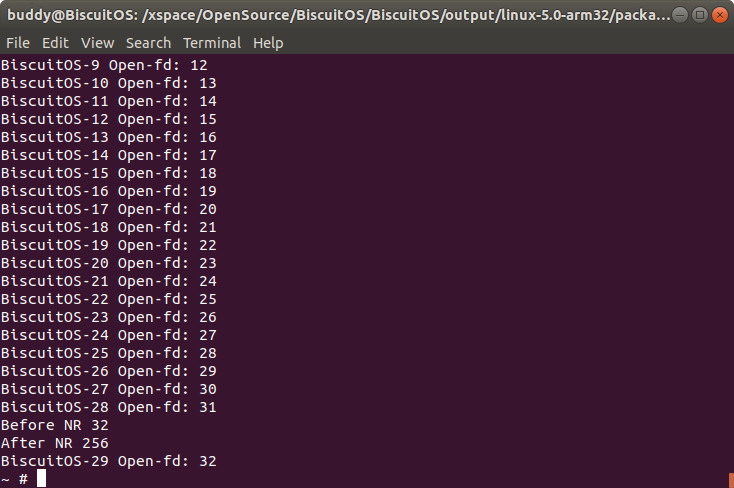 buddy@BiscuitOS: /xspace/OpenSource/BiscuitOS/BiscuitOS/output/linux-5.0-arm32/packa...
File Edit View Search Terminal Help
BiscuitOS-9 Open-fd: 12
BiscuitOS-10 Open-fd: 13
BiscuitOS-11 Open-fd: 14
BiscuitOS-12 Open-fd: 15
BiscuitOS-13 Open-fd: 16
BiscuitOS-14 Open-fd: 17
BiscuitOS-15 Open-fd: 18
BiscuitOS-16 Open-fd: 19
BiscuitOS-17 Open-fd: 20
BiscuitOS-18 Open-fd: 21
BiscuitOS-19 Open-fd: 22
BiscuitOS-20 Open-fd: 23
BiscuitOS-21 Open-fd: 24
BiscuitOS-22 Open-fd: 25
BiscuitOS-23 Open-fd: 26
BiscuitOS-24 Open-fd: 27
BiscuitOS-25 Open-fd: 28
BiscuitOS-26 Open-fd: 29
BiscuitOS-27 Open-fd: 30
BiscuitOS-28 Open-fd: 31
Before NR 32
After NR 256
BiscuitOS-29 Open-fd: 32
~ #